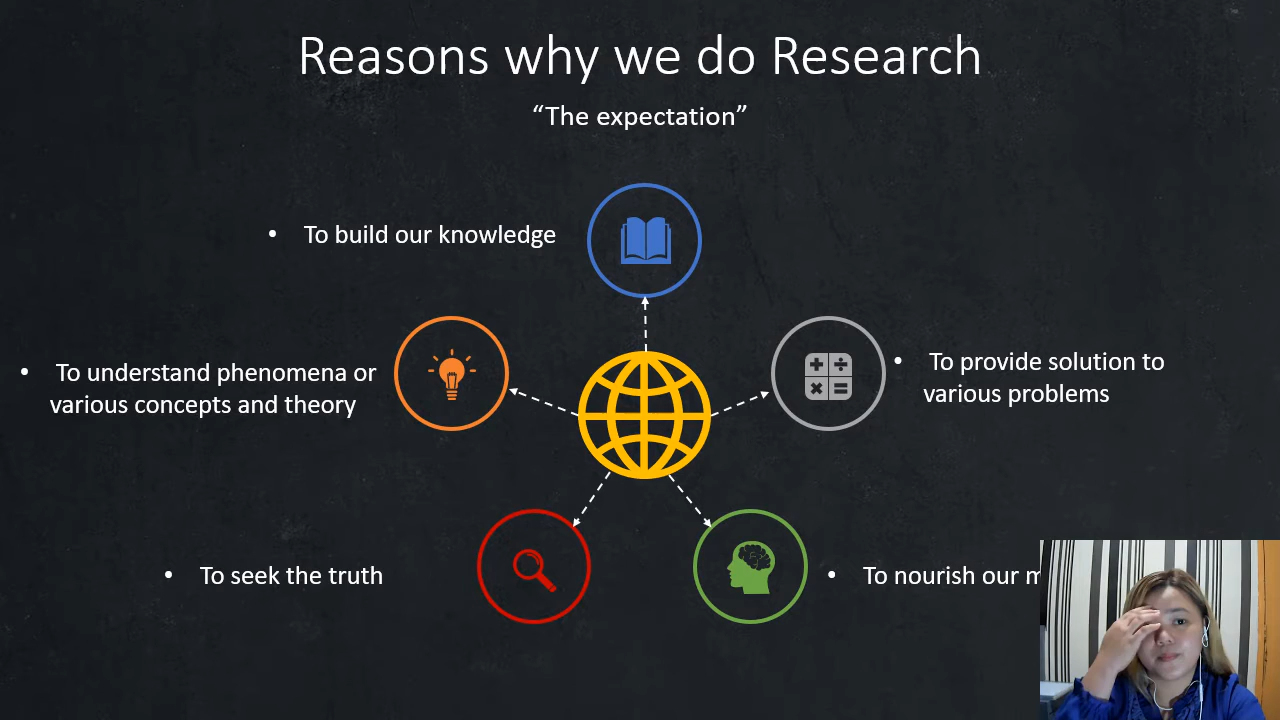 Reasons why we do Research
“The expectation”
• To build our knowledge
• To understand phenomena or
various concepts and theory
• To provide solution to
various problems
• To seek the truth
• To nourish our